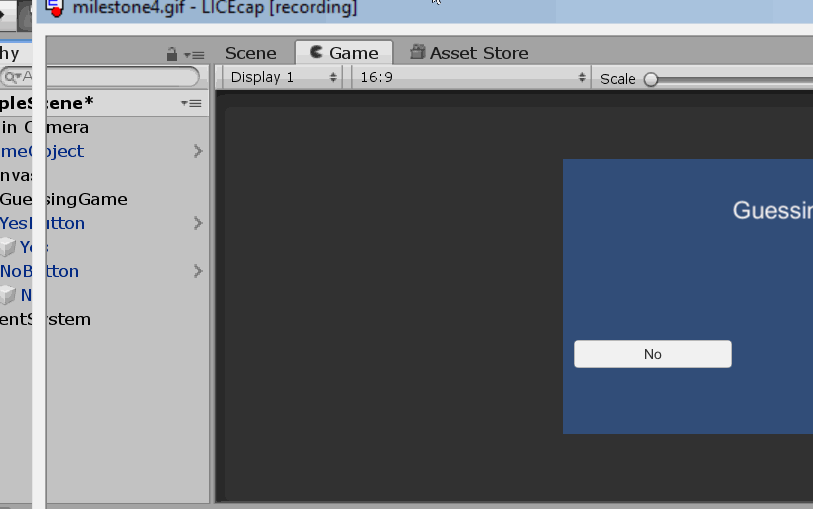 milestone4.gif - LICEcap [recording]
hy
Scene Game Asset Store
A
Display 1 16:9 Scale
pleScene*
in Camera
meObject
nvas
GuessingGame
YesButton
Yes
NoButton
N
entSystem
Guessin
No